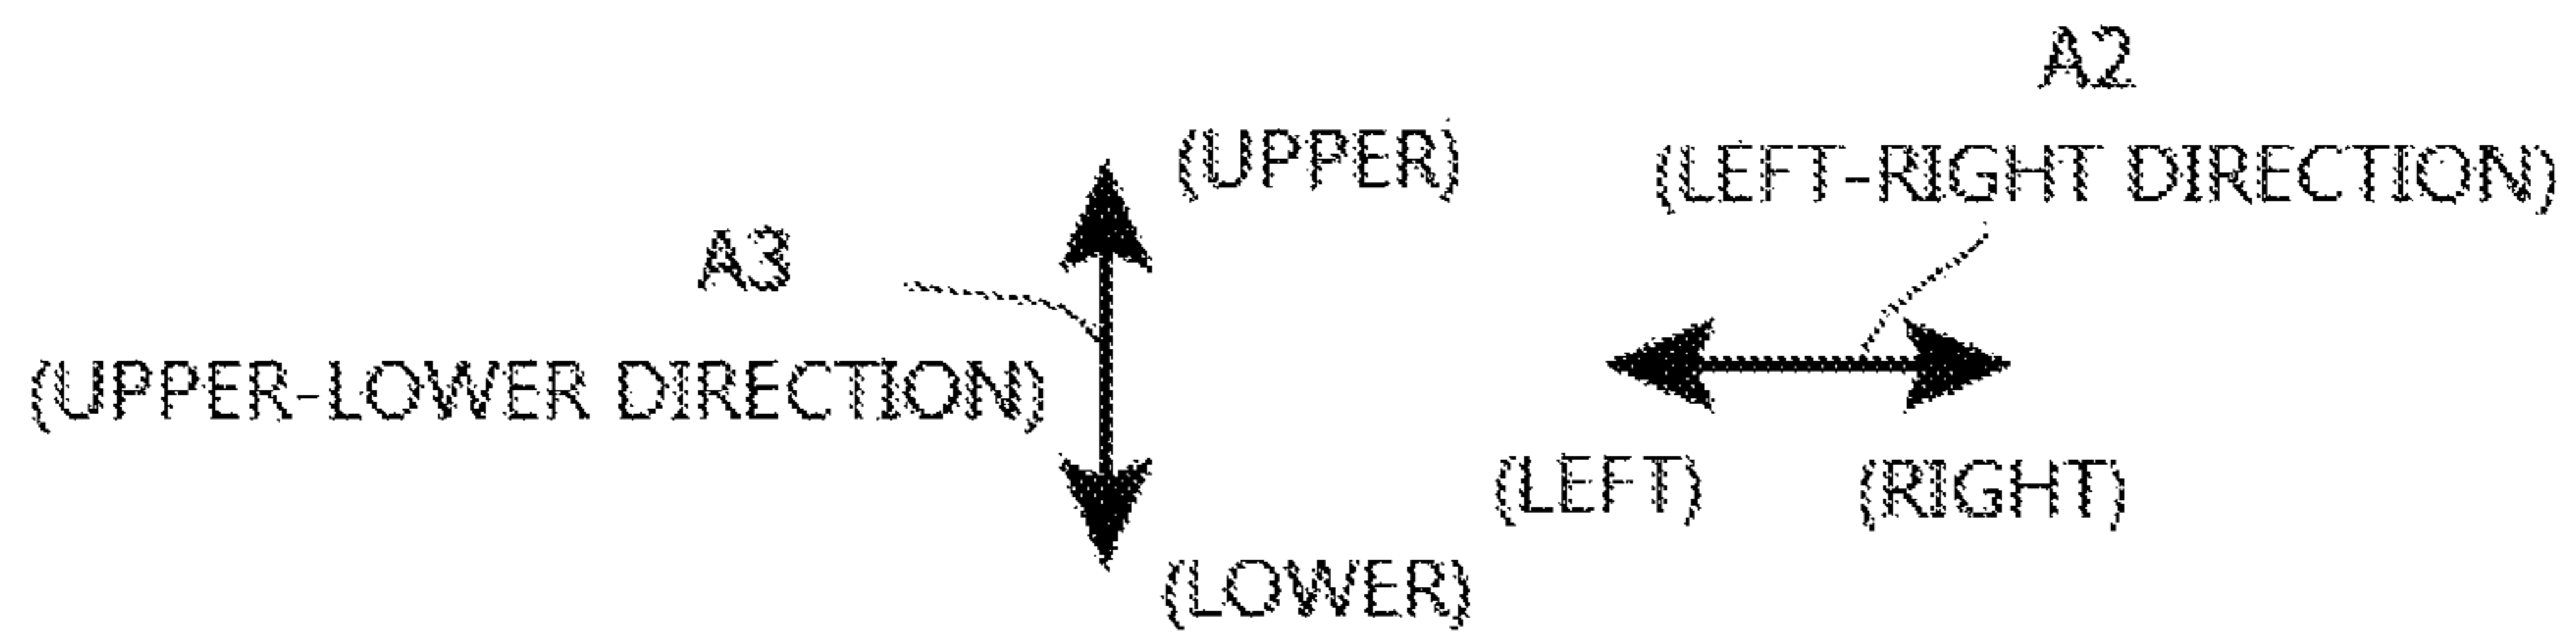 A2
(UPPER)
(LEFT-RIGHT DIRECTION)
A3
(UPPER-LOWER DIRECTION)
(LEFT)
(RIGHT)
(LOWER)